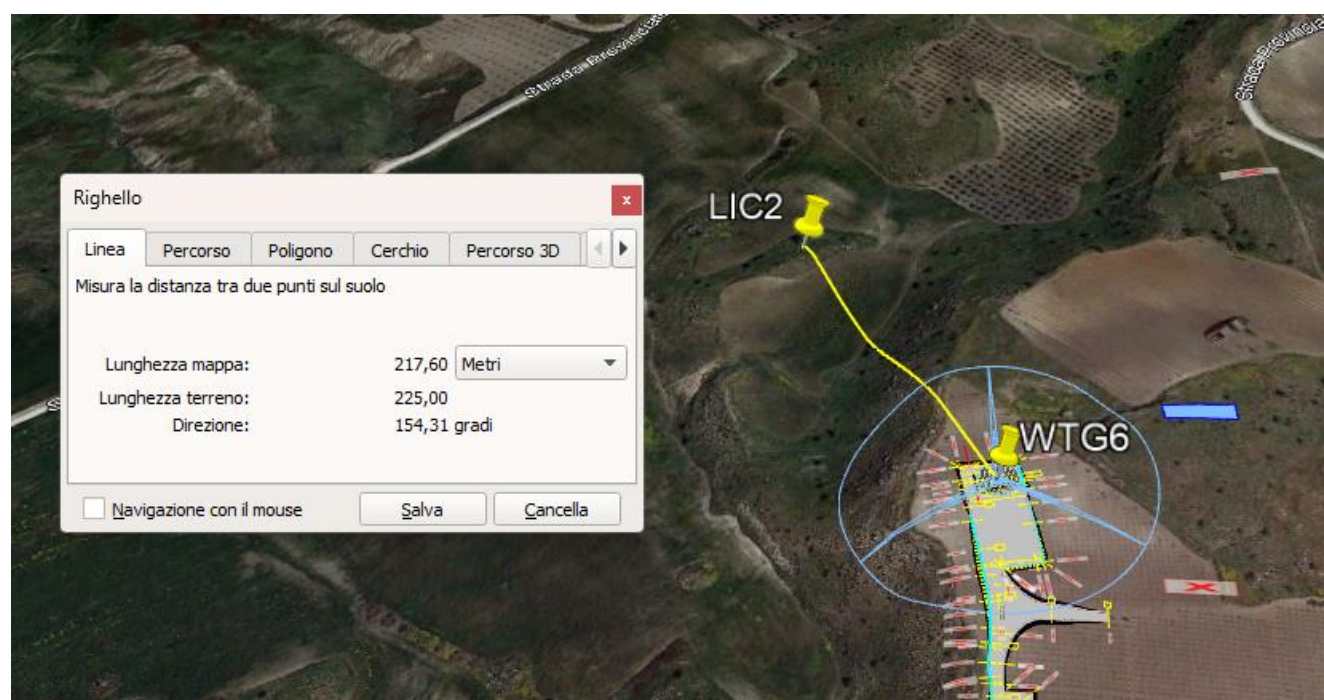 Strada Provinciale
Strada Provinciale
Righello
x
Linea Percorso Poligono Cerchio Percorso 3D
Misura la distanza tra due punti sul suolo
Lunghezza mappa: 217,60 Metri
Lunghezza terreno: 225,00
Direzione: 154,31 gradi
Navigazione con il mouse Salva Cancella
LIC2
WTG6